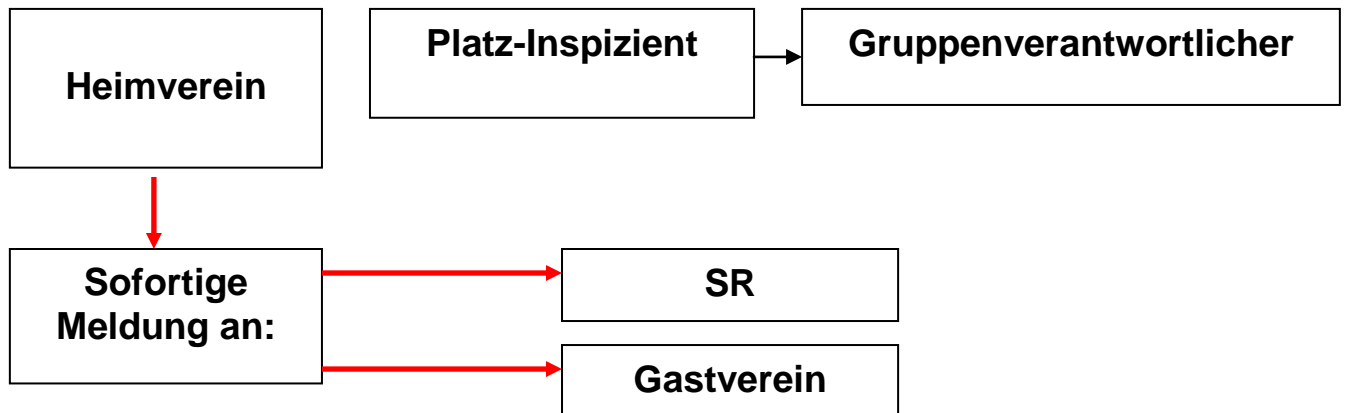 Heimverein
Platz-Inspizient
Gruppenverantwortlicher
Sofortige
Meldung an:
SR
Gastverein